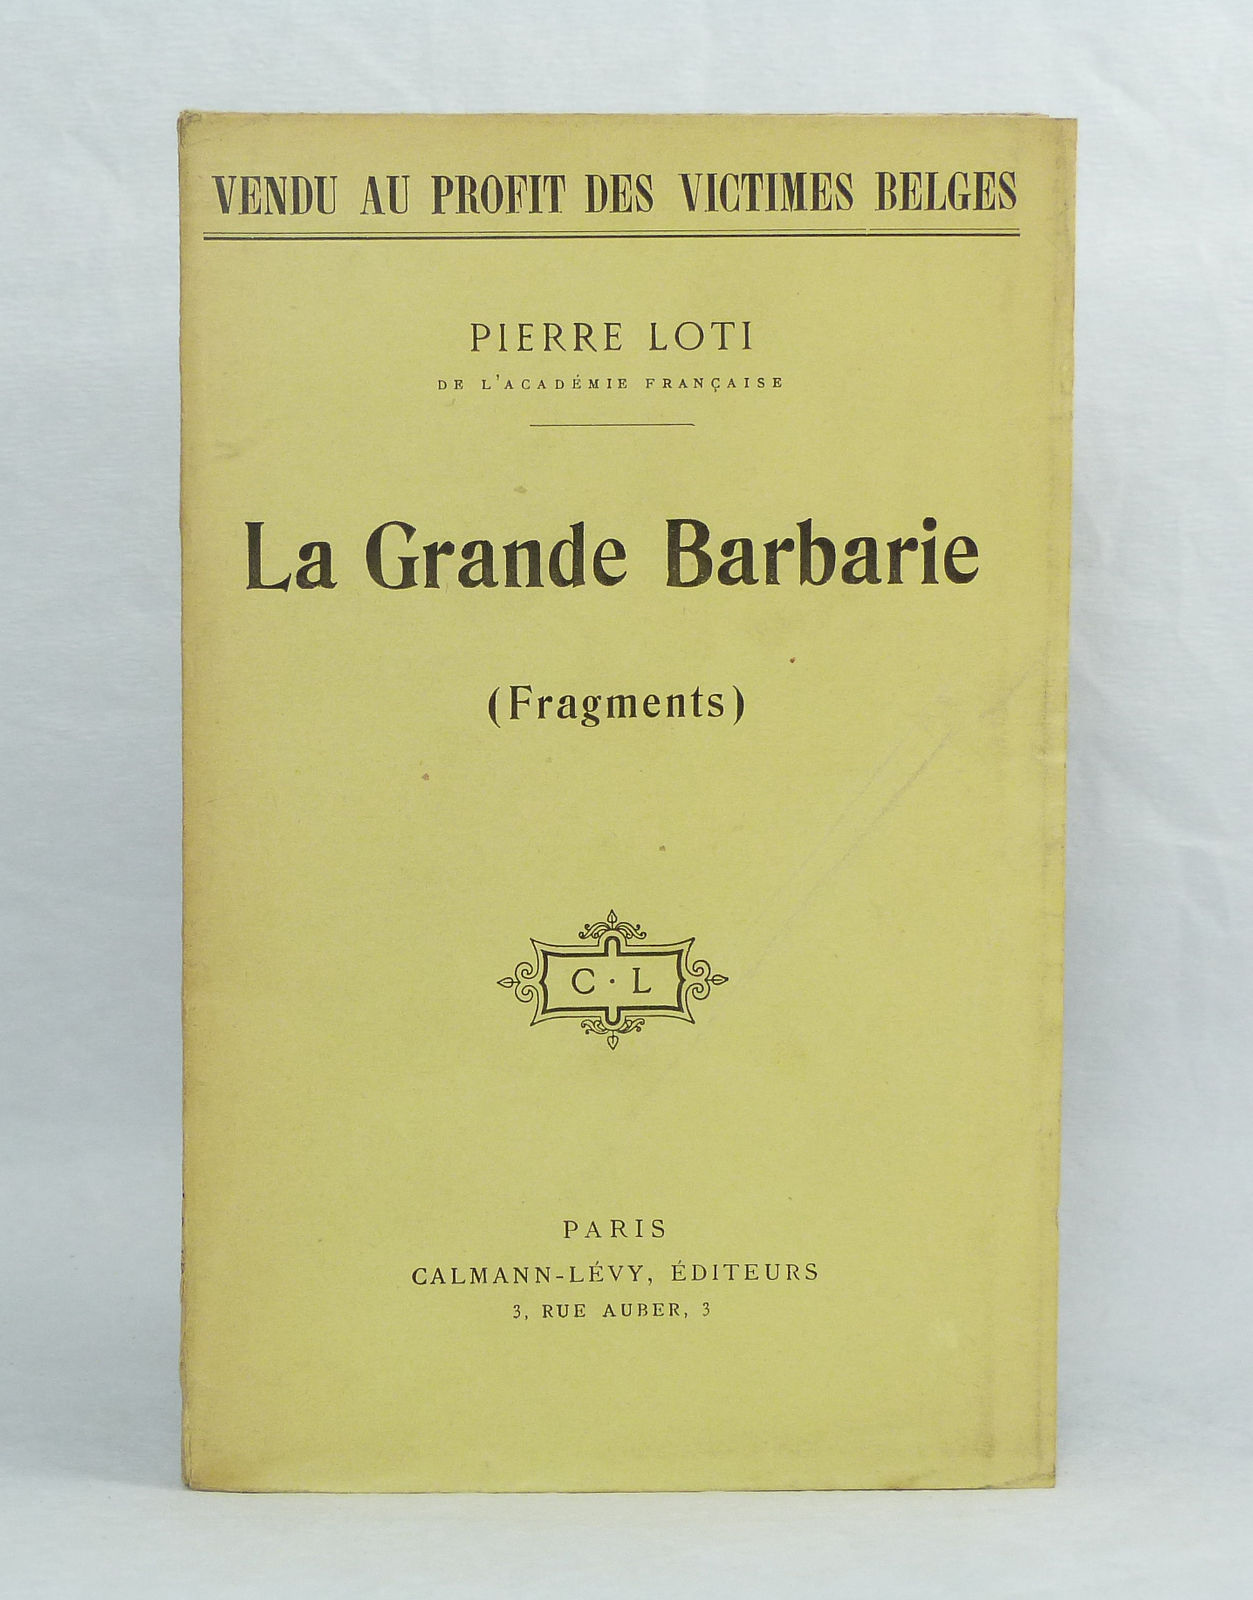 VENDU AU PROFIT DES VICTIMES BELGES
PIERRE LOTI
DE L'ACADÉMIE FRANÇAISE
La Grande Barbarie
(Fragments)
C · L
PARIS
CALMANN-LÉVY, ÉDITEURS
3, RUE AUBER, 3